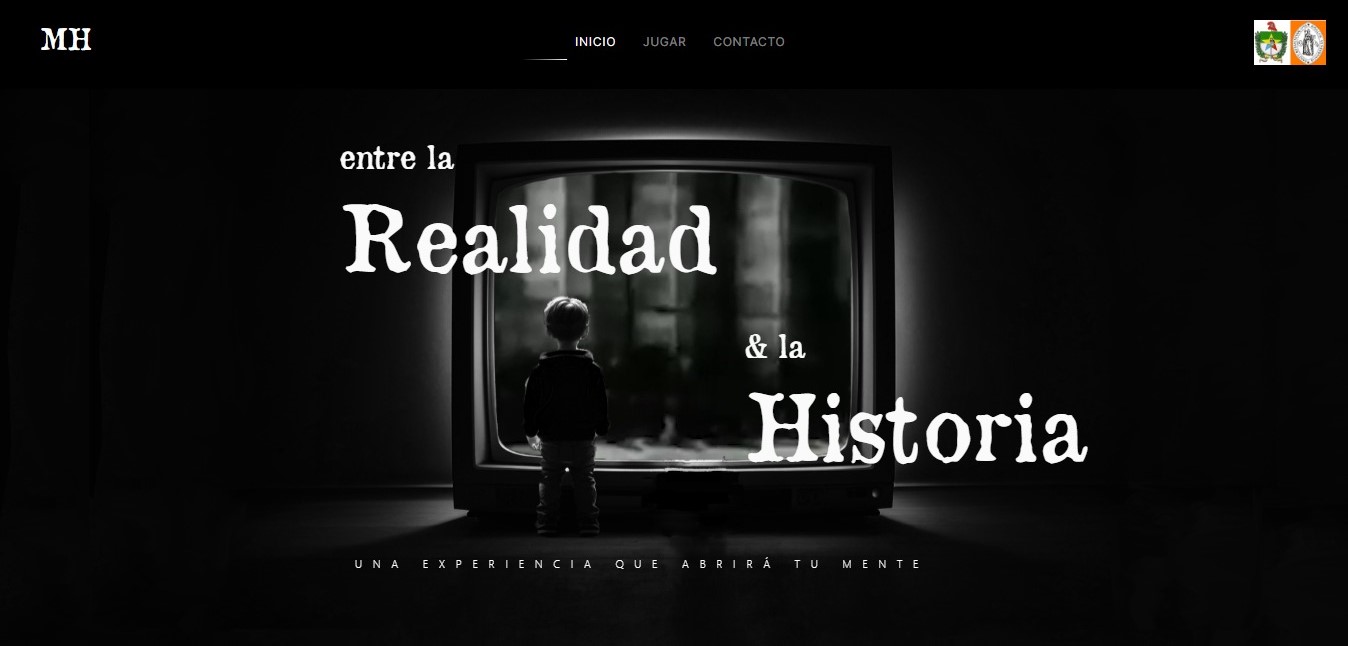 MH
INICIO JUGAR CONTACTO
entre la
Realidad
& la
Historia
UNA EXPERIENCIA QUE ABRIRÁ TU MENTE